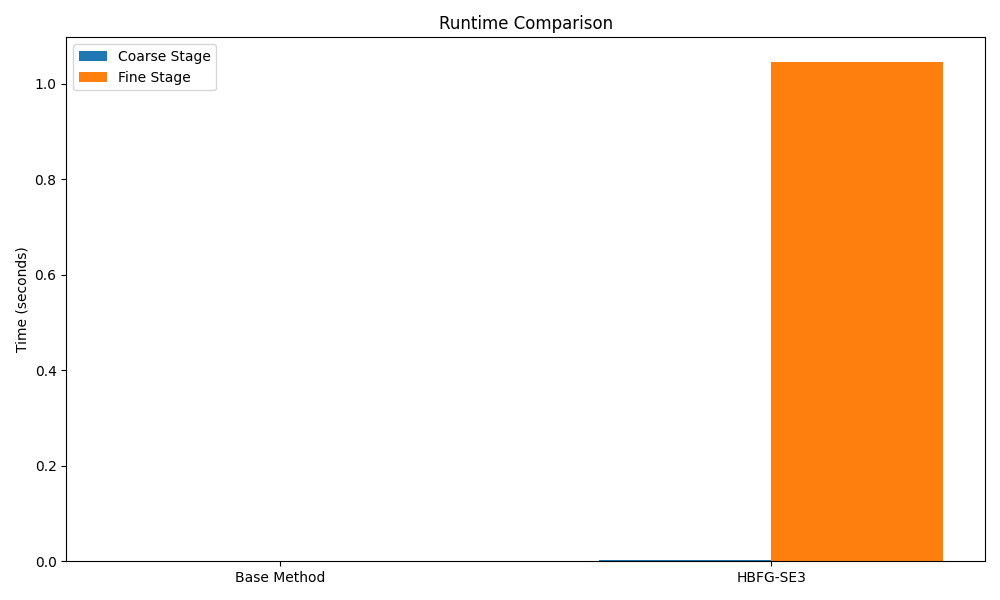 Runtime Comparison
Coarse Stage
Fine Stage
1.0
0.8
0.6
0.4
0.2
0.0
Time (seconds)
Base Method
HBFG-SE3